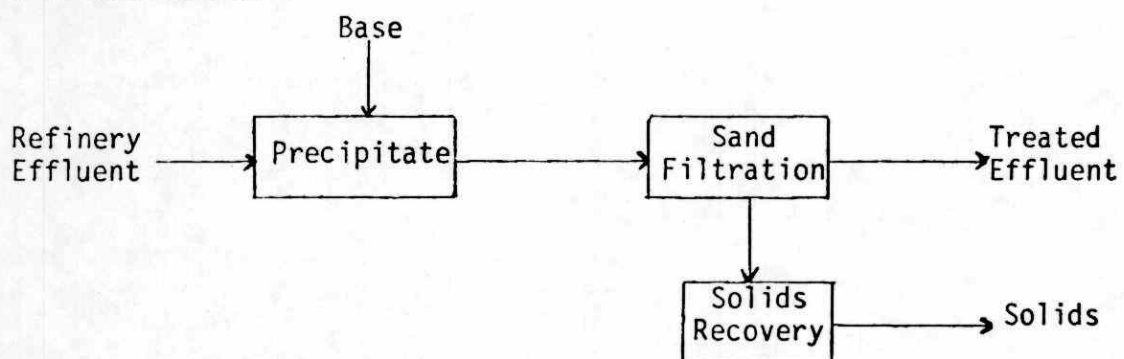 Base
Refinery
Effluent
Precipitate
Sand
Filtration
Treated
Effluent
Solids
Recovery
Solids